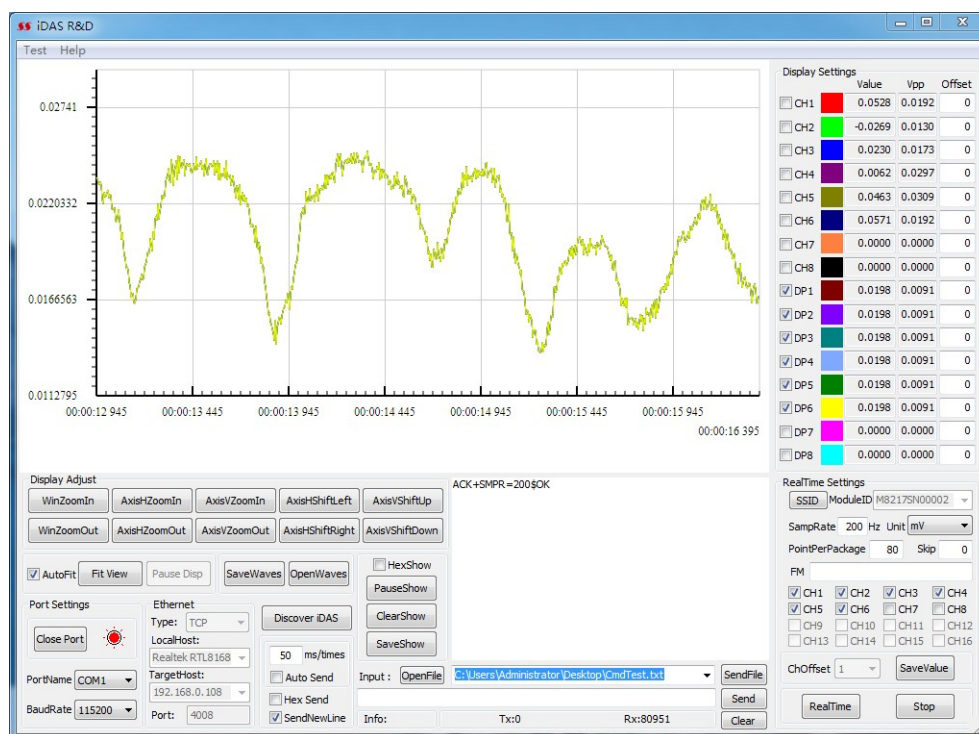 iDAS R&D
Test Help
0.02741
0.0220332
0.0166563
0.0112795
00:00:12 945 00:00:13 445 00:00:13 945 00:00:14 445 00:00:14 945 00:00:15 445 00:00:15 945
00:00:16 395
Display Settings
Value Vpp Offset
CH1 0.0528 0.0192 0
CH2 -0.0269 0.0130 0
CH3 0.0230 0.0173 0
CH4 0.0062 0.0297 0
CH5 0.0463 0.0309 0
CH6 0.0571 0.0192 0
CH7 0.0000 0.0000 0
CH8 0.0000 0.0000 0
DP1 0.0198 0.0091 0
DP2 0.0198 0.0091 0
DP3 0.0198 0.0091 0
DP4 0.0198 0.0091 0
DP5 0.0198 0.0091 0
DP6 0.0198 0.0091 0
DP7 0.0000 0.0000 0
DP8 0.0000 0.0000 0
Display Adjust
WinZoomIn AxisHZoomIn AxisVZoomIn AxisHShiftLeft AxisVShiftUp
WinZoomOut AxisHZoomOut AxisVZoomOut AxisHShiftRight AxisVShiftDown
AutoFit Fit View Pause Disp SaveWaves OpenWaves
HexShow
PauseShow
ClearShow
SaveShow
ACK+SMPR=200$OK
Port Settings
Close Port
PortName COM1
BaudRate 115200
Ethernet
Type: TCP
LocalHost:
Realtek RTL8168
TargetHost:
192.168.0.108
Port: 4008
Discover iDAS
50 ms/times
Auto Send
Hex Send
SendNewLine
Input : OpenFile C:\Users\Administrator\Desktop\CmdTest.txt SendFile
Send
Info: Tx:0 Rx:80951 Clear
RealTime Settings
SSID ModuleID M8217SN00002
SampRate 200 Hz Unit mV
PointPerPackage 80 Skip 0
FM
CH1 CH2 CH3 CH4
CH5 CH6 CH7 CH8
CH9 CH10 CH11 CH12
CH13 CH14 CH15 CH16
ChOffset 1 SaveValue
RealTime Stop